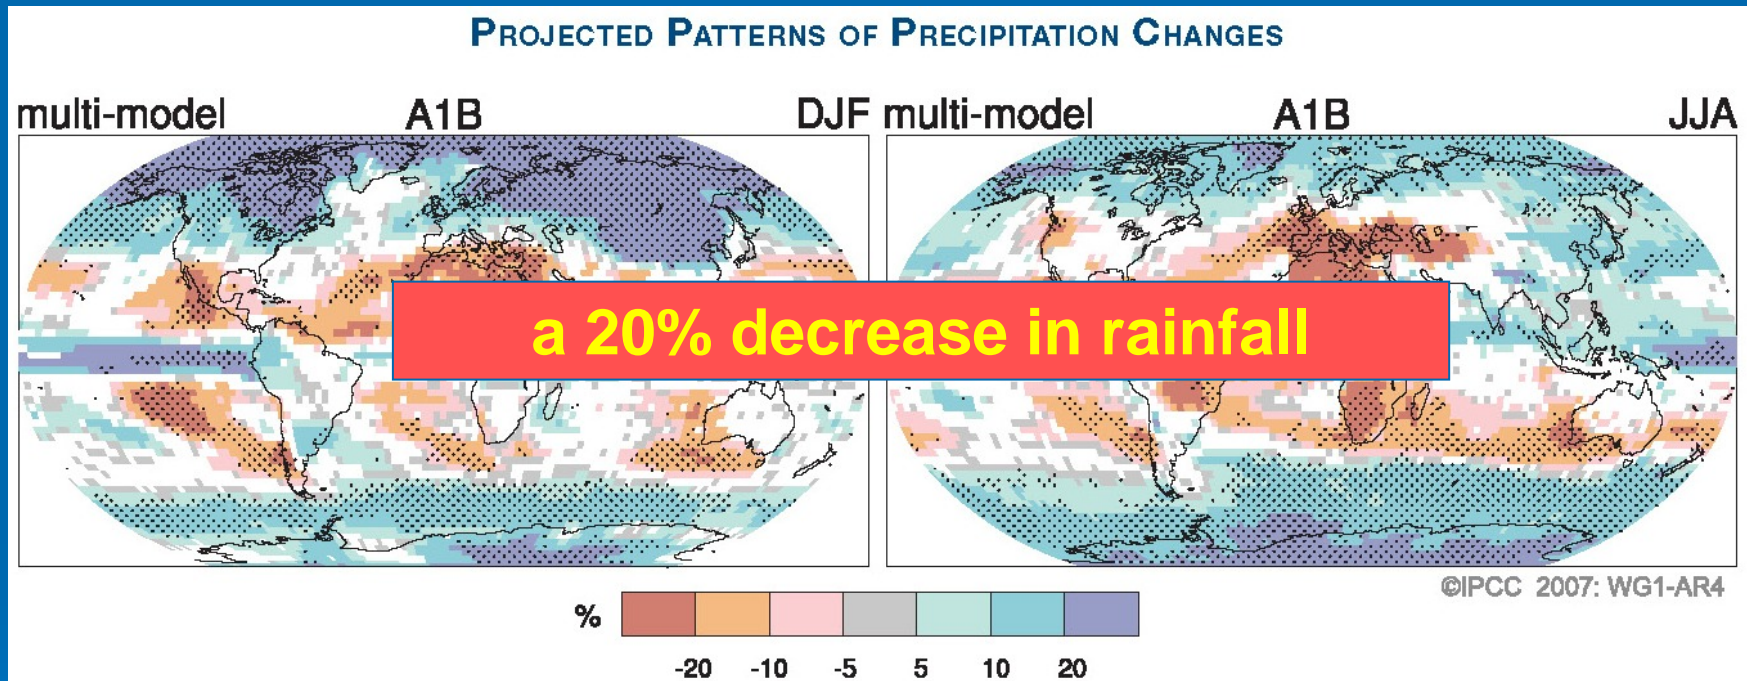 PROJECTED PATTERNS OF PRECIPITATION CHANGES
multi-model A1B DJF multi-model A1B JJA
a 20% decrease in rainfall
©IPCC 2007: WG1-AR4
%
-20 -10 -5 5 10 20